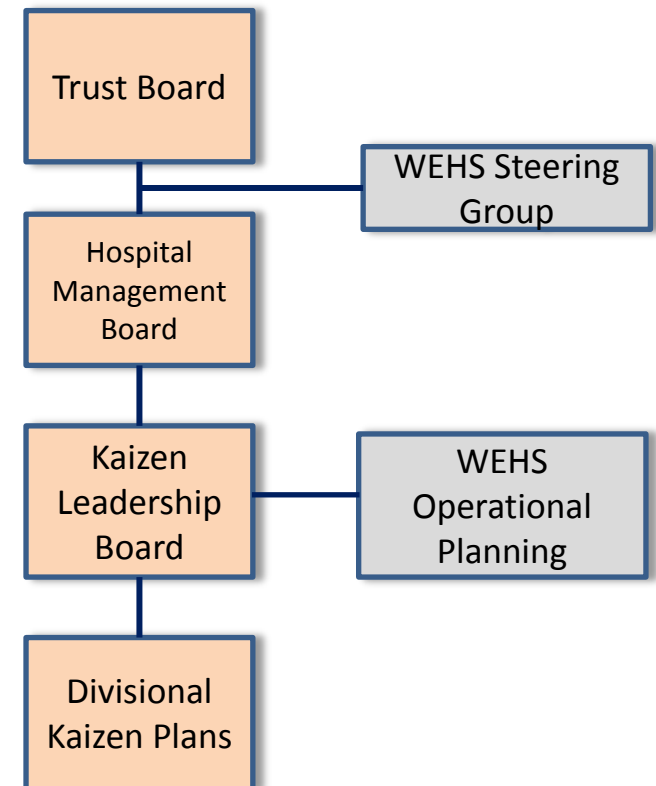 Trust Board
WEHS Steering
Group
Hospital
Management
Board
Kaizen
Leadership
Board
WEHS
Operational
Planning
Divisional
Kaizen Plans